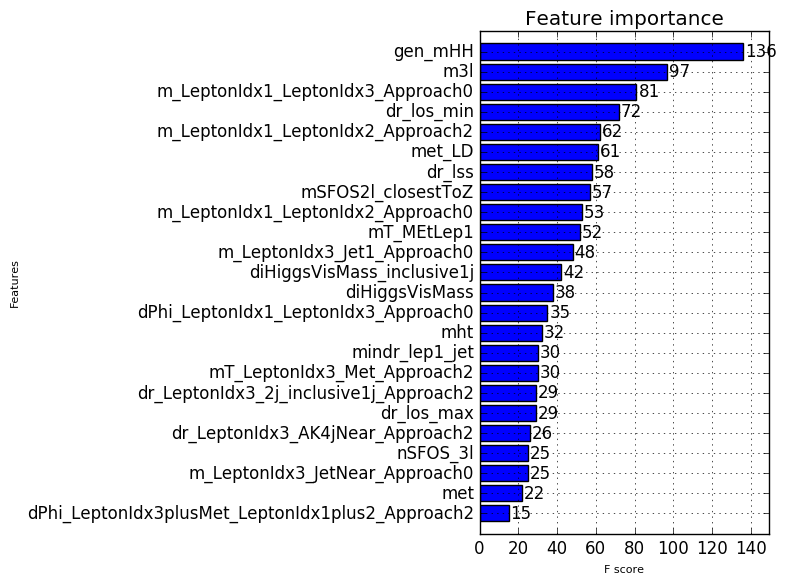 Feature importance
gen_mHH 136
m3l 97
m_LeptonIdx1_LeptonIdx3_Approach0 81
dr_los_min 72
m_LeptonIdx1_LeptonIdx2_Approach2 62
met_LD 61
dr_lss 58
mSFOS2l_closestToZ 57
m_LeptonIdx1_LeptonIdx2_Approach0 53
mT_MEtLep1 52
m_LeptonIdx3_Jet1_Approach0 48
diHiggsVisMass_inclusive1j 42
diHiggsVisMass 38
dPhi_LeptonIdx1_LeptonIdx3_Approach0 35
mht 32
mindr_lep1_jet 30
mT_LeptonIdx3_Met_Approach2 30
dr_LeptonIdx3_2j_inclusive1j_Approach2 29
dr_los_max 29
dr_LeptonIdx3_AK4jNear_Approach2 26
nSFOS_3l 25
m_LeptonIdx3_JetNear_Approach0 25
met 22
dPhi_LeptonIdx3plusMet_LeptonIdx1plus2_Approach2 15
Features
0 20 40 60 80 100 120 140
F score